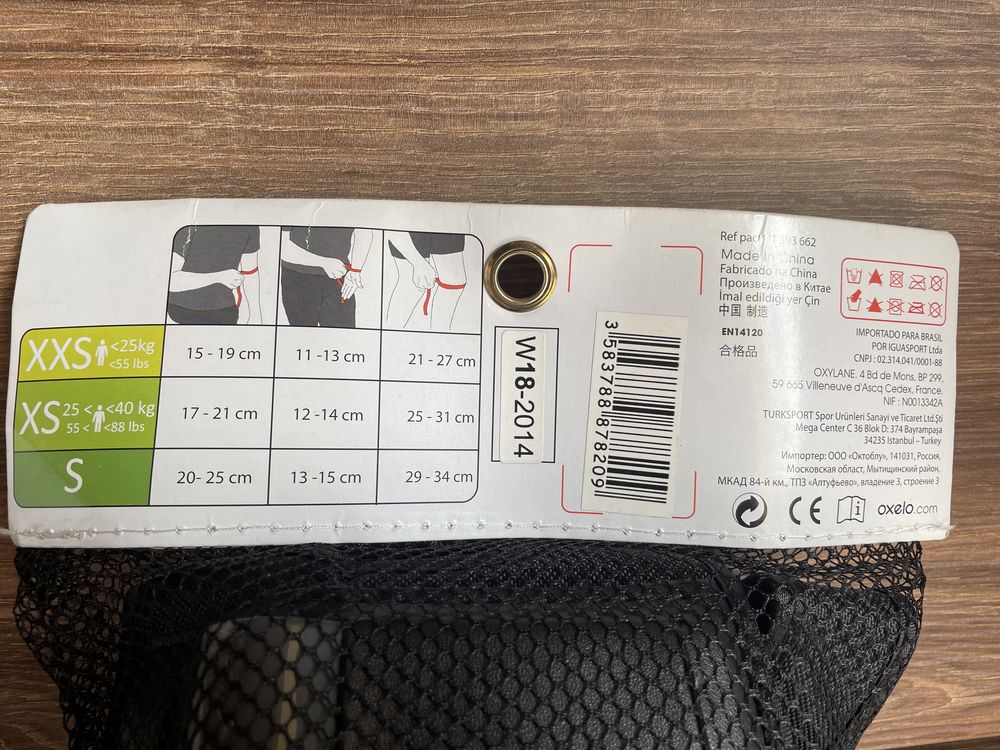 XXS <25kg
<55 lbs
15 - 19 cm
11 -13 cm
21 - 27 cm
XS 25 < <40 kg
55 < <88 lbs
17 - 21 cm
12 -14 cm
25 - 31 cm
S
20- 25 cm
13 -15 cm
29 - 34 cm
W18-2014
3 583788 878209
Ref pack
662
Made in China
Fabricado na China
Произведено в Китае
İmal edildiği yer Çin
中国 制造
EN14120
合格品
IMPORTADO PARA BRASIL
POR IGUASPORT Ltda
CNPJ : 02.314.041/0001-88
OXYLANE. 4 Bd de Mons, BP 299,
59 665 Villeneuve d'Ascq Cedex, France.
NIF : N0013342A
TURKSPORT Spor Ürünleri Sanayi ve Ticaret Ltd.Şti
Mega Center C 36 Blok D: 374 Bayrampaşa
34235 Istanbul – Turkey
Импортер: ООО «Октоблу», 141031, Россия,
Московская область, Мытищинский район,
МКАД 84-й км., ТПЗ «Алтуфьево», владение 3, строение 3
CE
i
oxelo.com